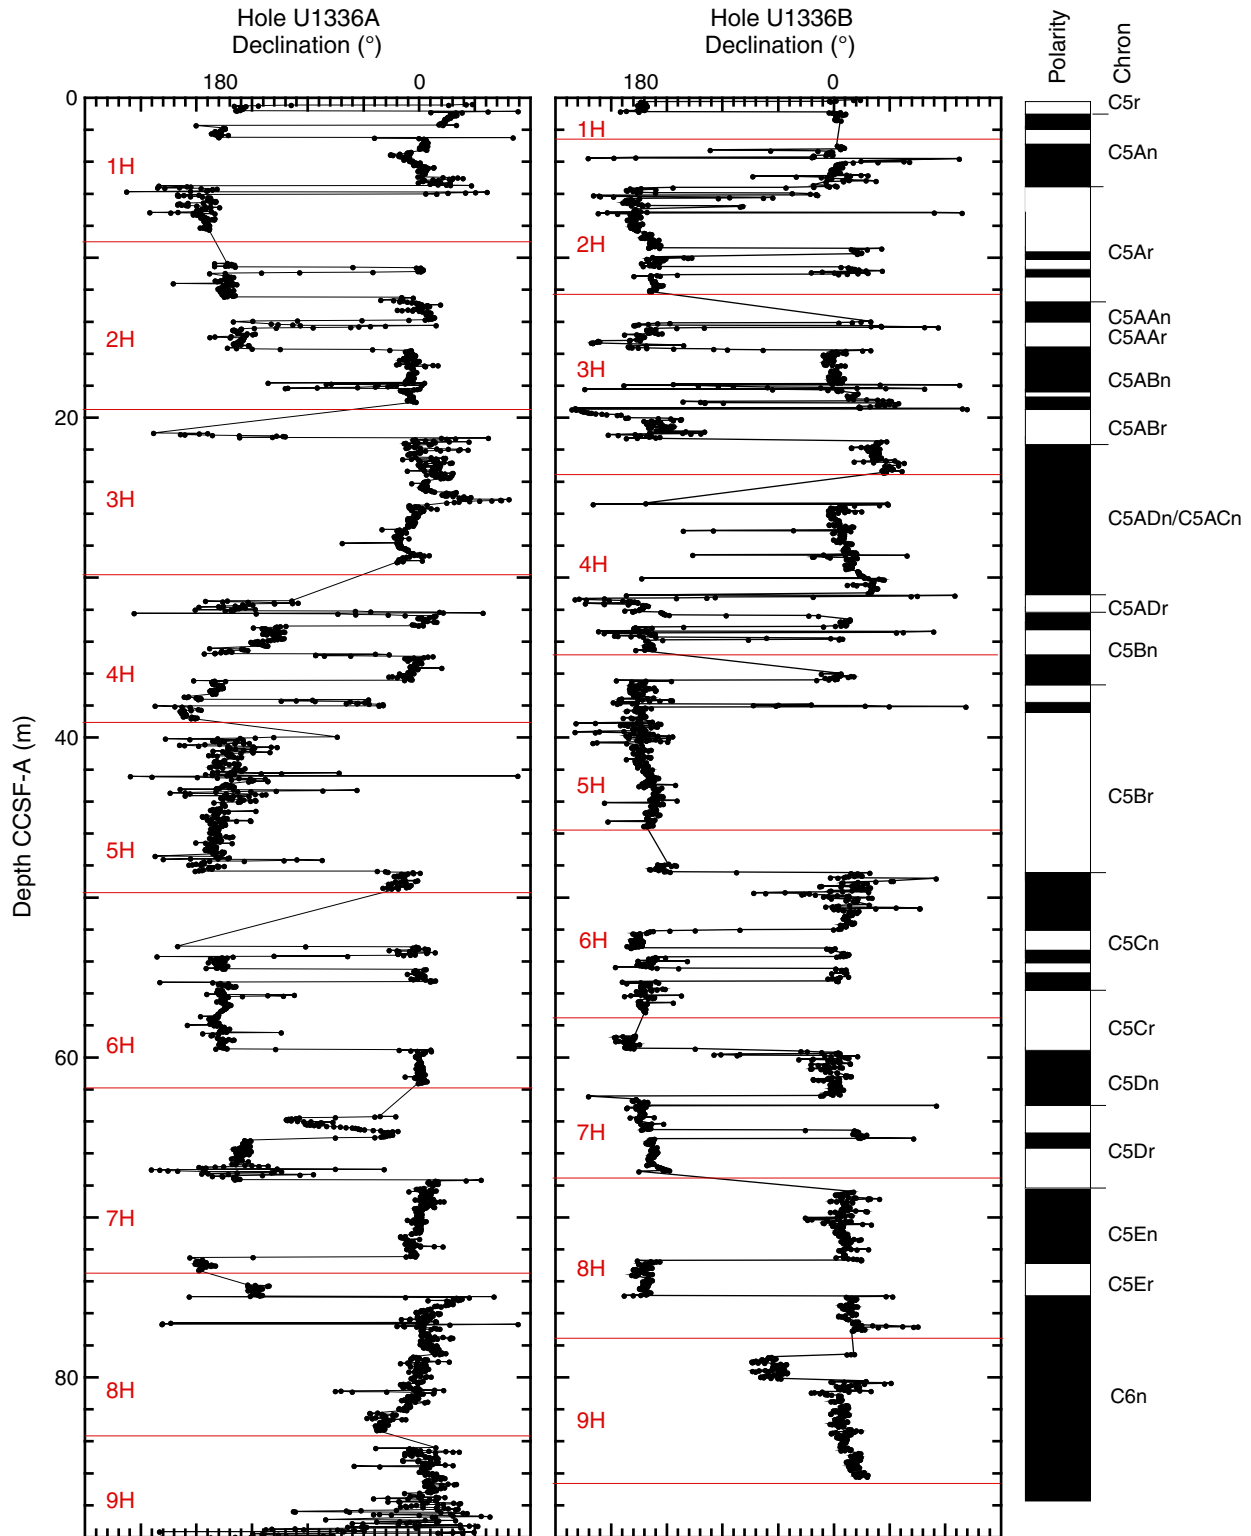 Hole U1336A
Declination (°)
180
0
Hole U1336B
Declination (°)
180
0
Polarity
Chron
Depth CCSF-A (m)
0
20
40
60
80
1H
2H
3H
4H
5H
6H
7H
8H
9H
1H
2H
3H
4H
5H
6H
7H
8H
9H
C5r
C5An
C5Ar
C5AAn
C5AAr
C5ABn
C5ABr
C5ADn/C5ACn
C5ADr
C5Bn
C5Br
C5Cn
C5Cr
C5Dn
C5Dr
C5En
C5Er
C6n